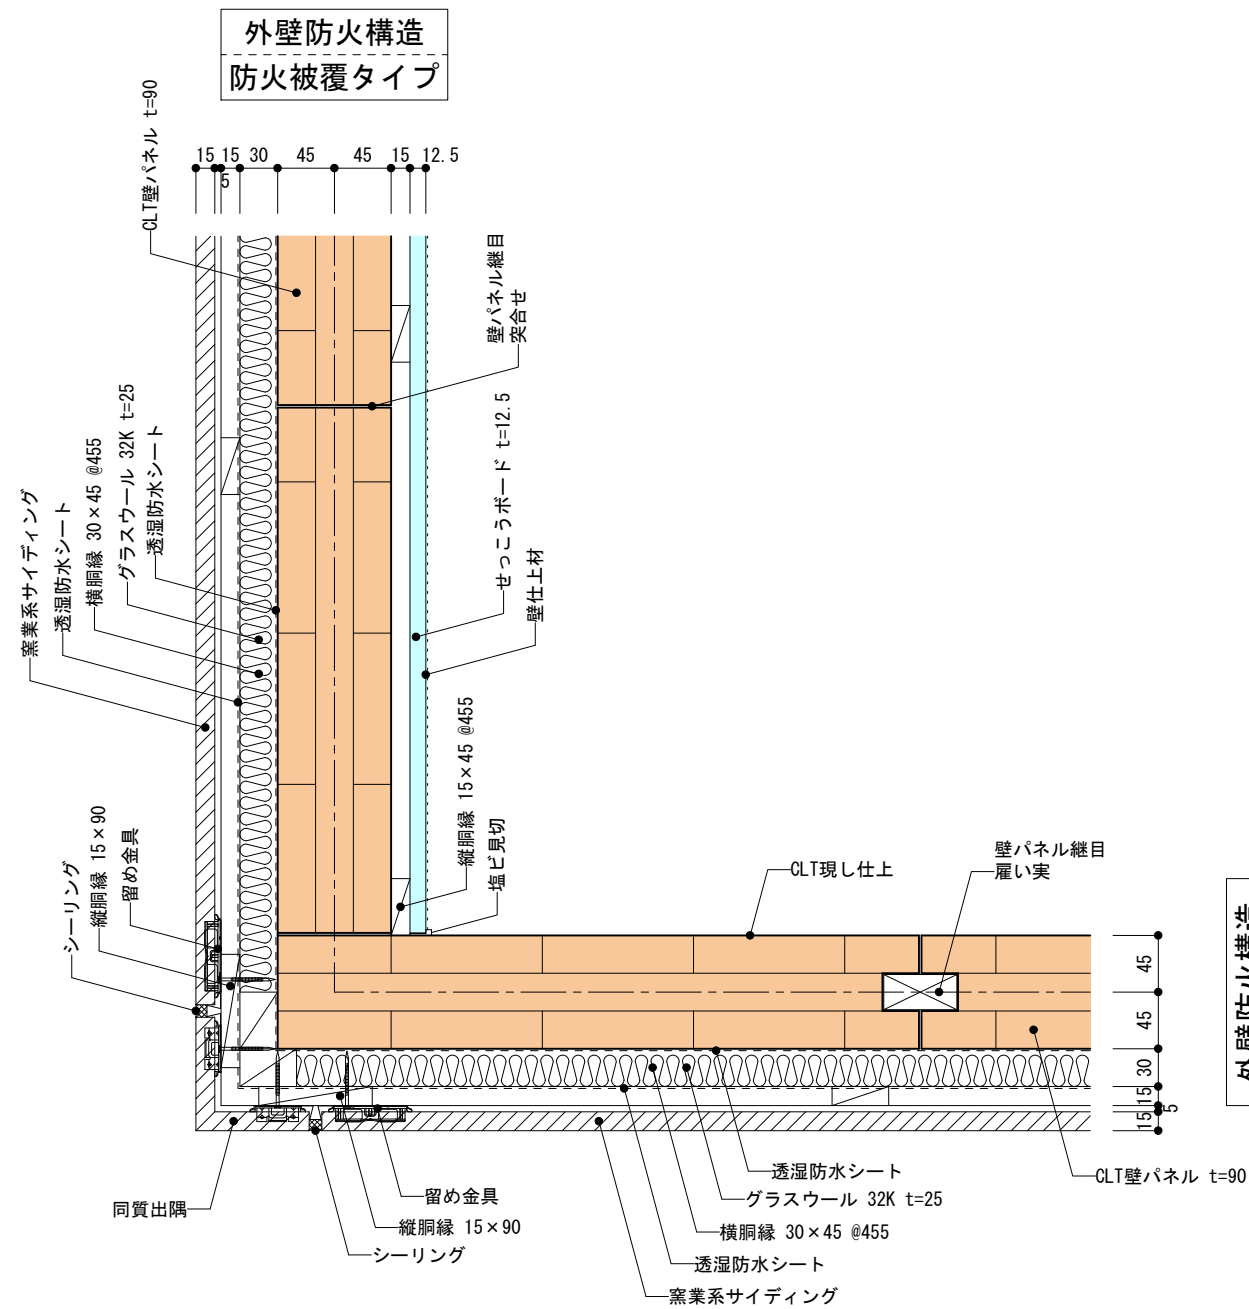 外壁防火構造
防火被覆タイプ
CLT壁パネル t=90
15
15
30
45
45
15
12.5
5
壁パネル継目
突合せ
せっこうボード t=12.5
壁仕上材
窯業系サイディング
透湿防水シート
横胴縁 30×45 @455
グラスウール 32K t=25
透湿防水シート
縦胴縁 15×45 @455
塩ビ見切
シーリング
縦胴縁 15×90
留め金具
CLT現し仕上
壁パネル継目
雇い実
45
45
30
15
5
15
外壁防火構造
透湿防水シート
グラスウール 32K t=25
横胴縁 30×45 @455
透湿防水シート
窯業系サイディング
CLT壁パネル t=90
同質出隅
留め金具
縦胴縁 15×90
シーリング